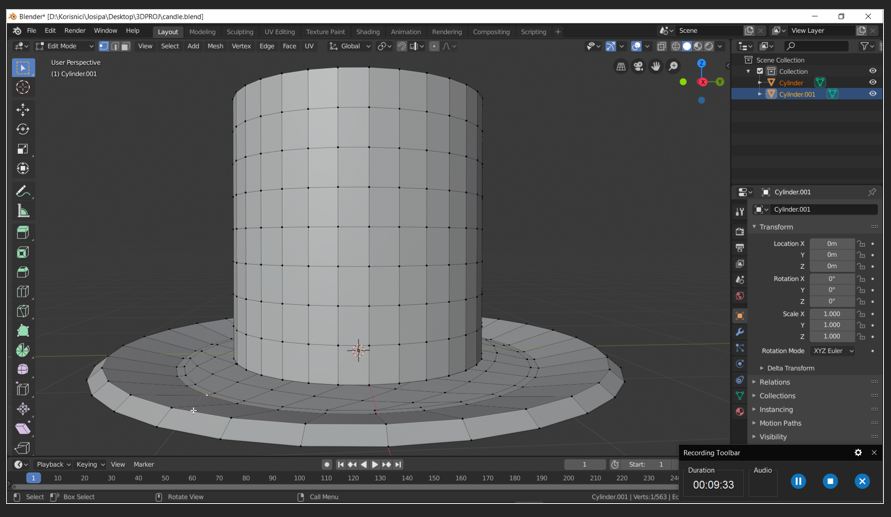 Blender* [D:\Korisnici\Josipa\Desktop\3DPROJ\candle.blend]
File Edit Render Window Help Layout Modeling Sculpting UV Editing Texture Paint Shading Animation Rendering Compositing Scripting + Scene View Layer
Edit Mode View Select Add Mesh Vertex Edge Face UV Global
User Perspective
(1) Cylinder.001
Z
X
Y
Scene Collection
Collection
Cylinder
Cylinder.001
Cylinder.001
Cylinder.001
Transform
Location X 0m
Y 0m
Z 0m
Rotation X 0°
Y 0°
Z 0°
Scale X 1.000
Y 1.000
Z 1.000
Rotation Mode XYZ Euler
Delta Transform
Relations
Collections
Instancing
Motion Paths
Visibility
Recording Toolbar
Duration Audio
00:09:33
Playback Keying View Marker 1 Start: 1
1 10 20 30 40 50 60 70 80 90 100 110 120 130 140 150 160 170 180 190 200 210 220 230 240
Select Box Select Rotate View Call Menu Cylinder.001 | Verts:1/563 | Ec